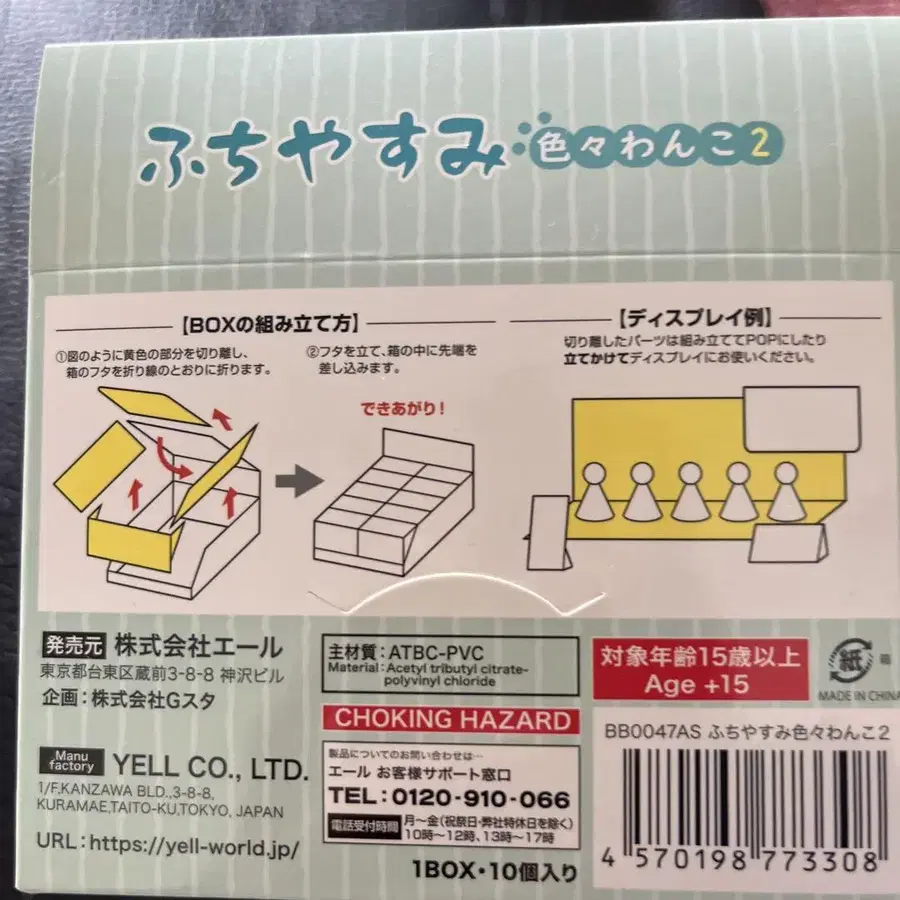 ふちやすみ 色々わんこ2
【BOXの組み立て方】
①図のように黄色の部分を切り離し、
箱のフタを折り線のとおりに折ります。
②フタを立て、箱の中に先端を
差し込みます。
できあがり！
【ディスプレイ例】
切り離したパーツは組み立ててPOPにしたり
立てかけてディスプレイにお使いください。
発売元 株式会社エール
東京都台東区蔵前3-8-8 神沢ビル
企画：株式会社Gスタ
Manu factory YELL CO., LTD.
1/F,KANZAWA BLD.,3-8-8,
KURAMAE,TAITO-KU,TOKYO, JAPAN
URL：https://yell-world.jp/
主材質：ATBC-PVC
Material：Acetyl tributyl citrate-
polyvinyl chloride
CHOKING HAZARD
製品についてのお問い合わせは…
エール お客様サポート窓口
TEL：0120-910-066
電話受付時間 月〜金（祝祭日・弊社特休日を除く）
10時〜12時、13時〜17時
1BOX・10個入り
対象年齢15歳以上
Age +15
紙 箱
MADE IN CHINA
BB0047AS ふちやすみ色々わんこ2
4 570198 773308